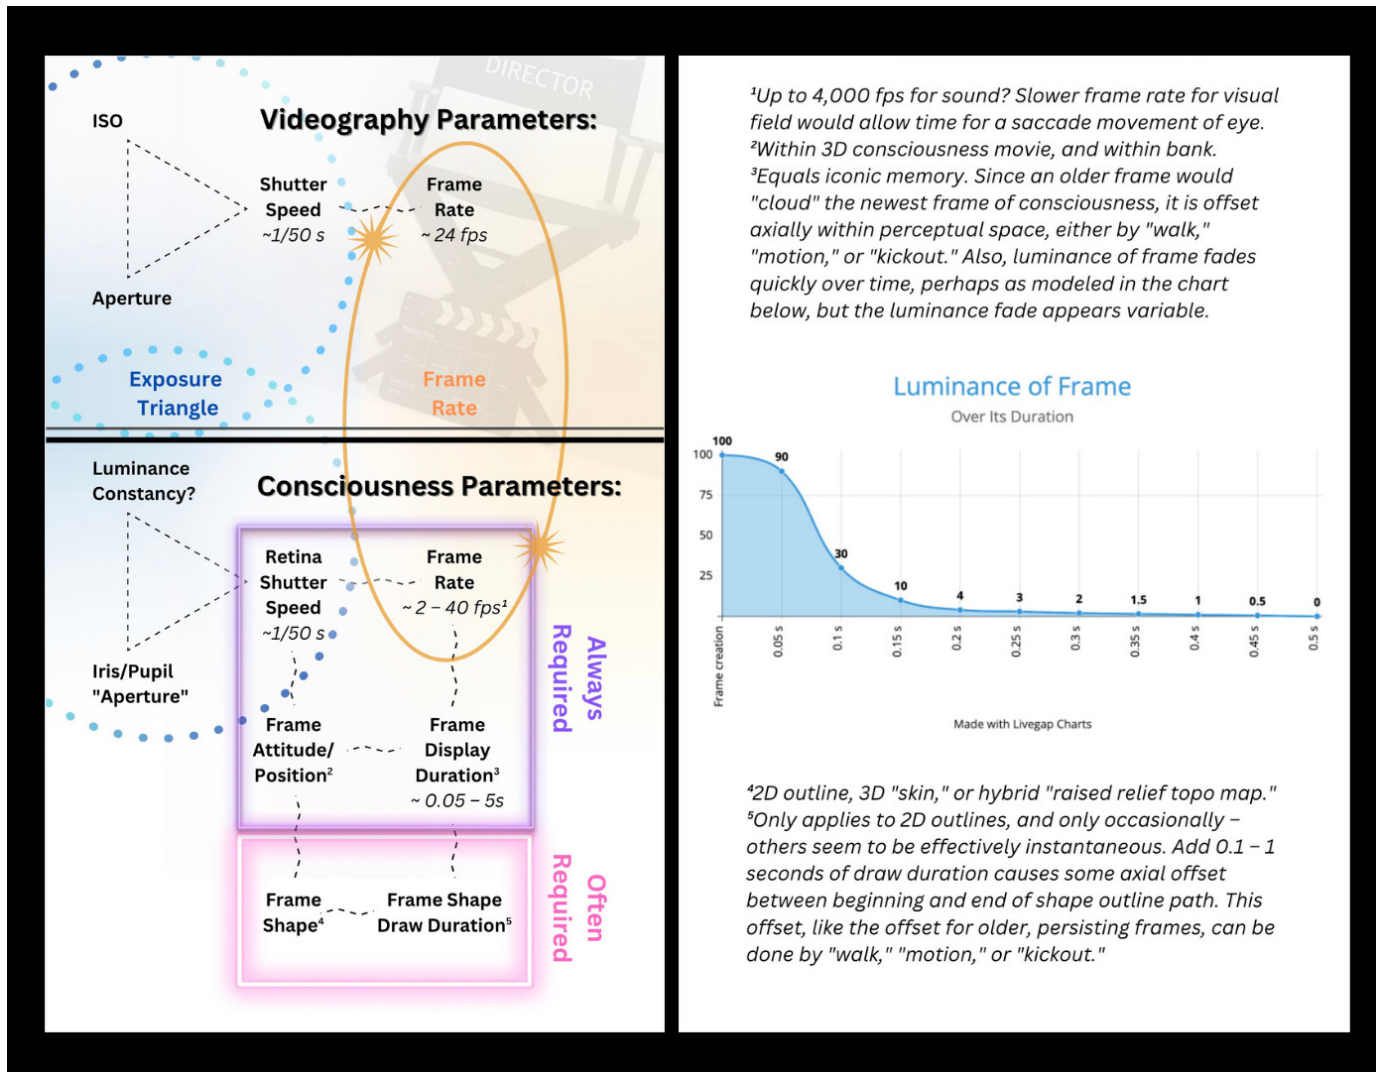 DIRECTOR
Videography Parameters:
ISO
Shutter
Speed
~1/50 s
Frame
Rate
~ 24 fps
Aperture
Exposure
Triangle
Frame
Rate
Luminance
Constancy?
Consciousness Parameters:
Retina
Shutter
Speed
~1/50 s
Frame
Rate
~ 2 – 40 fps¹
Iris/Pupil
"Aperture"
Always
Required
Frame
Attitude/
Position²
Frame
Display
Duration³
~ 0.05 – 5s
Frame
Shape⁴
Frame Shape
Draw Duration⁵
Often
Required
¹Up to 4,000 fps for sound? Slower frame rate for visual
field would allow time for a saccade movement of eye.
²Within 3D consciousness movie, and within bank.
³Equals iconic memory. Since an older frame would
"cloud" the newest frame of consciousness, it is offset
axially within perceptual space, either by "walk,"
"motion," or "kickout." Also, luminance of frame fades
quickly over time, perhaps as modeled in the chart
below, but the luminance fade appears variable.
Luminance of Frame
Over Its Duration
100
75
50
25
100
90
30
10
4
3
2
1.5
1
0.5
0
Frame creation
0.05 s
0.1 s
0.15 s
0.2 s
0.25 s
0.3 s
0.35 s
0.4 s
0.45 s
0.5 s
Made with Livegap Charts
⁴2D outline, 3D "skin," or hybrid "raised relief topo map."
⁵Only applies to 2D outlines, and only occasionally –
others seem to be effectively instantaneous. Add 0.1 – 1
seconds of draw duration causes some axial offset
between beginning and end of shape outline path. This
offset, like the offset for older, persisting frames, can be
done by "walk," "motion," or "kickout."